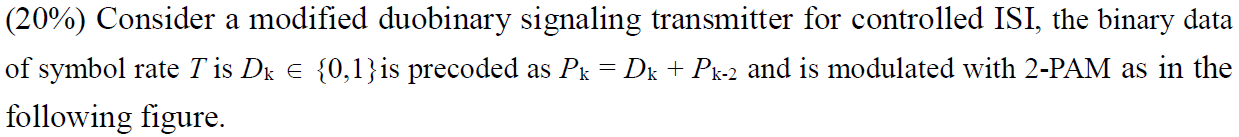 (20%) Consider a modified duobinary signaling transmitter for controlled ISI, the binary data
of symbol rate T is Dk ∈ {0,1}is precoded as Pk = Dk + Pk-2 and is modulated with 2-PAM as in the
following figure.